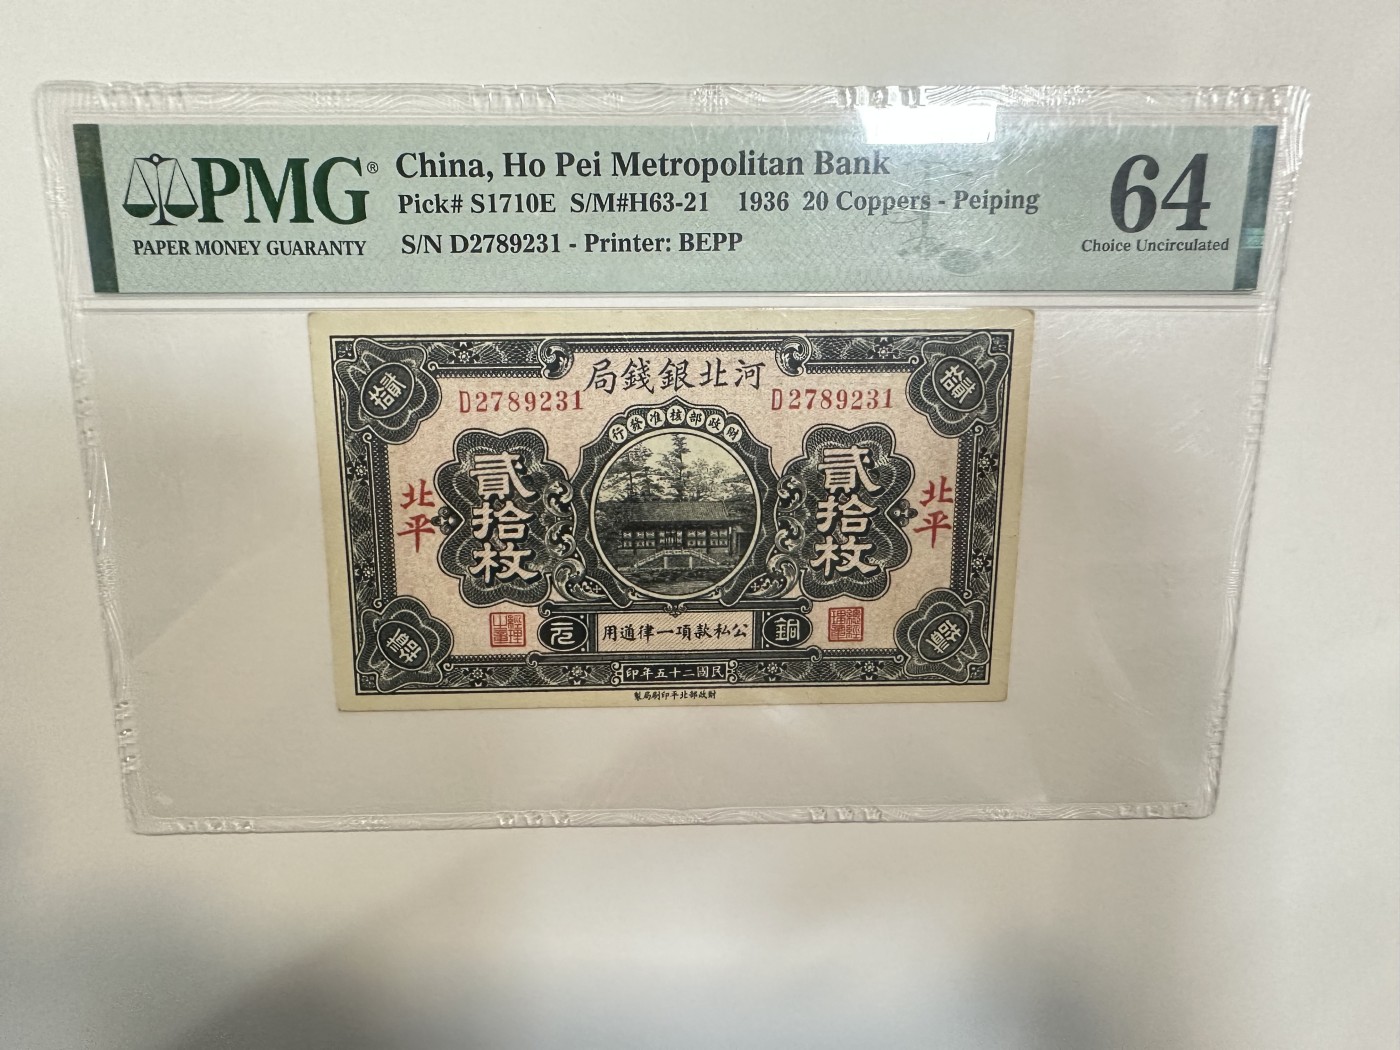 PMG®
PAPER MONEY GUARANTY
China, Ho Pei Metropolitan Bank
Pick# S1710E S/M#H63-21 1936 20 Coppers - Peiping
S/N D2789231 - Printer: BEPP
64
Choice Uncirculated
局錢銀北河
D2789231 D2789231
行發准核部政財
貳拾枚
貳拾枚
北平
北平
元 用通律一項款私公 銅
印年五十二國民
製局刷印平北部政財